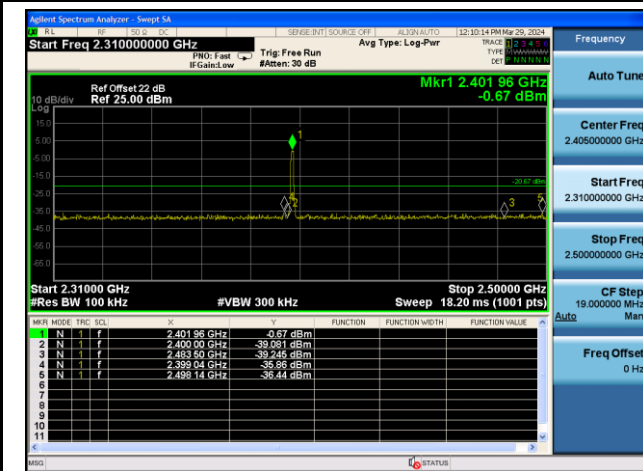 Agilent Spectrum Analyzer - Swept SA
RL RF 50 Ω DC SENSE:INT SOURCE OFF ALIGN AUTO 12:10:14 PM Mar 29, 2024
Start Freq 2.310000000 GHz
PNO: Fast
IFGain:Low
Trig: Free Run
#Atten: 30 dB
Avg Type: Log-Pwr
TRACE 1 2 3 4 5 6
TYPE M
DET P N N N N N
Ref Offset 22 dB
Ref 25.00 dBm
Mkr1 2.401 96 GHz
-0.67 dBm
10 dB/div
Log
15.0
5.00
-5.00
-15.0
-25.0
-35.0
-45.0
-55.0
-65.0
-20.67 dBm
1
4
2
3
5
Start 2.31000 GHz
Stop 2.50000 GHz
#Res BW 100 kHz
#VBW 300 kHz
Sweep 18.20 ms (1001 pts)
MKR MODE TRC SCL X Y FUNCTION FUNCTION WIDTH FUNCTION VALUE
1 N 1 f 2.401 96 GHz -0.67 dBm
2 N 1 f 2.400 00 GHz -39.081 dBm
3 N 1 f 2.483 50 GHz -39.245 dBm
4 N 1 f 2.399 04 GHz -35.86 dBm
5 N 1 f 2.498 14 GHz -36.44 dBm
6
7
8
9
10
11
MSG
STATUS
Frequency
Auto Tune
Center Freq
2.405000000 GHz
Start Freq
2.310000000 GHz
Stop Freq
2.500000000 GHz
CF Step
19.000000 MHz
Auto Man
Freq Offset
0 Hz